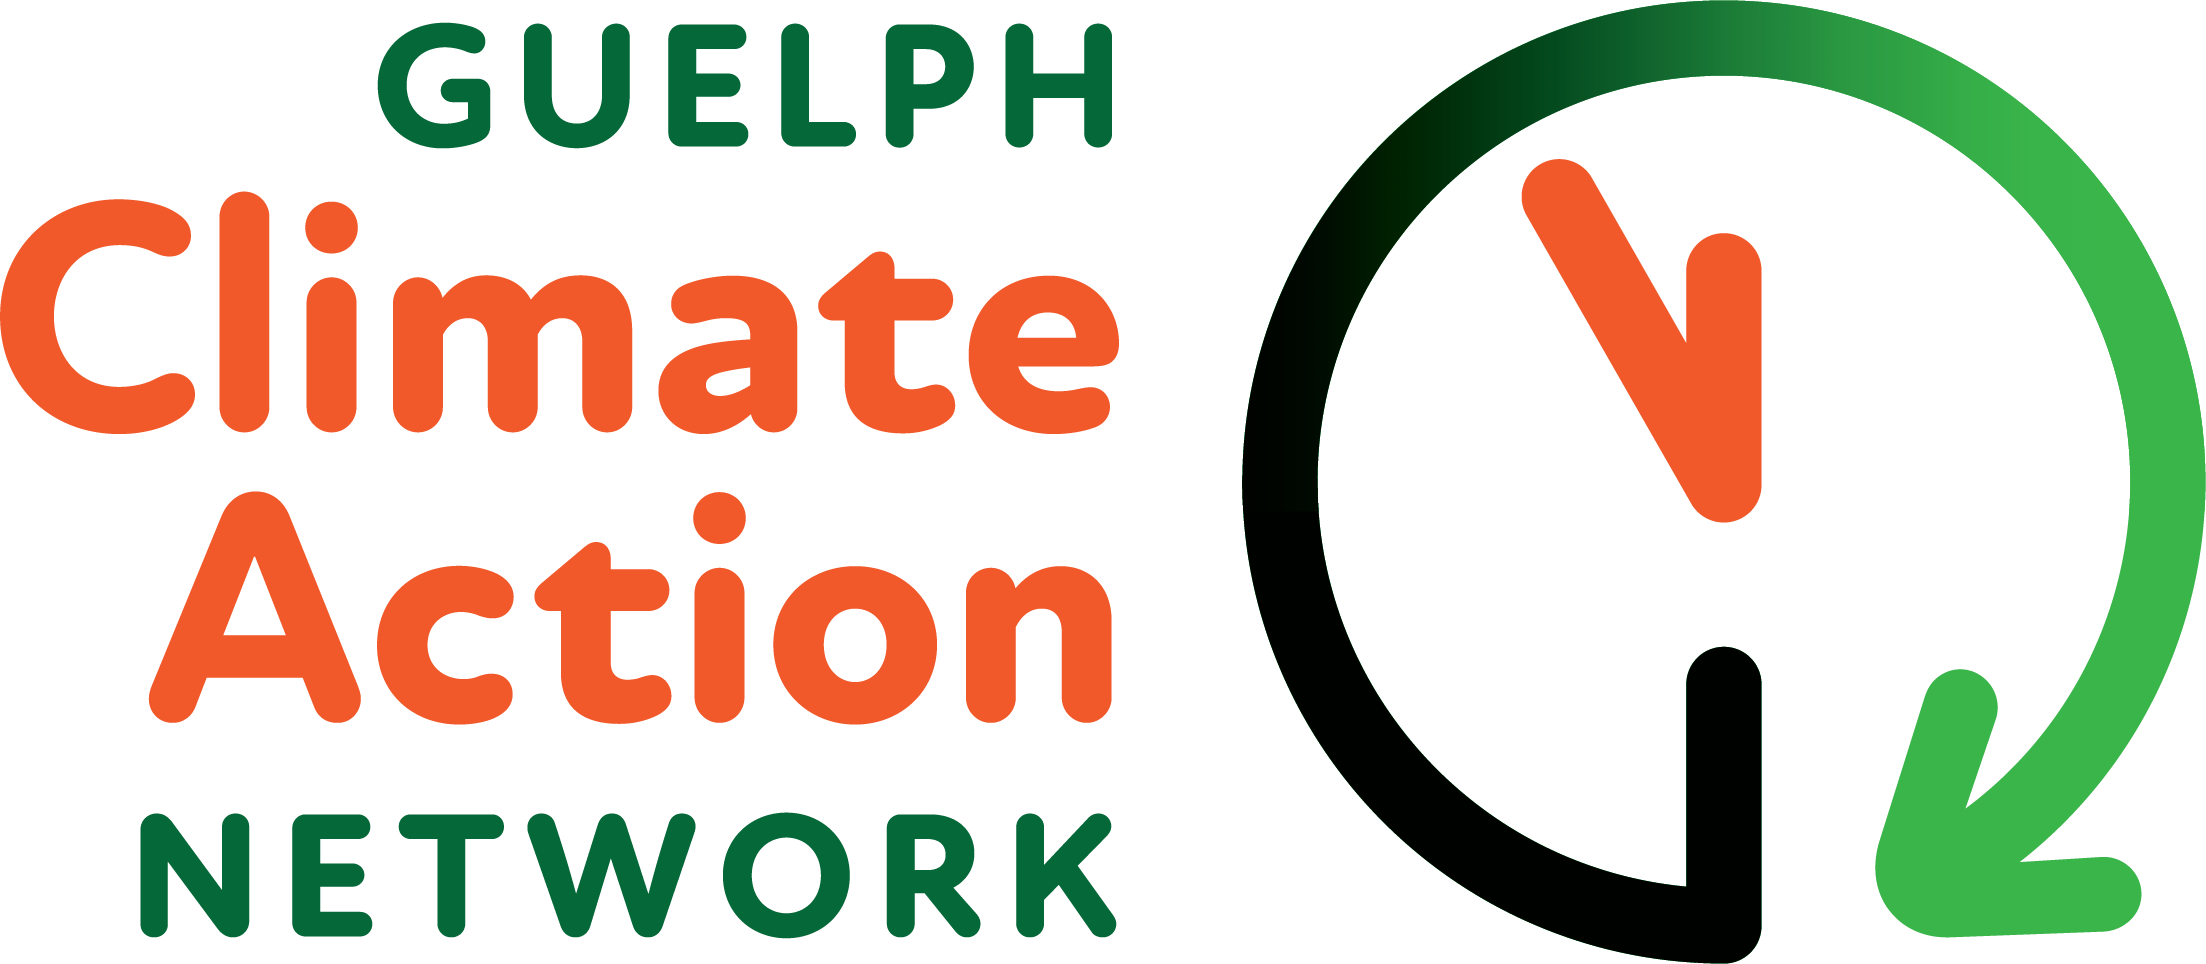 GUELPH
Climate
Action
NETWORK